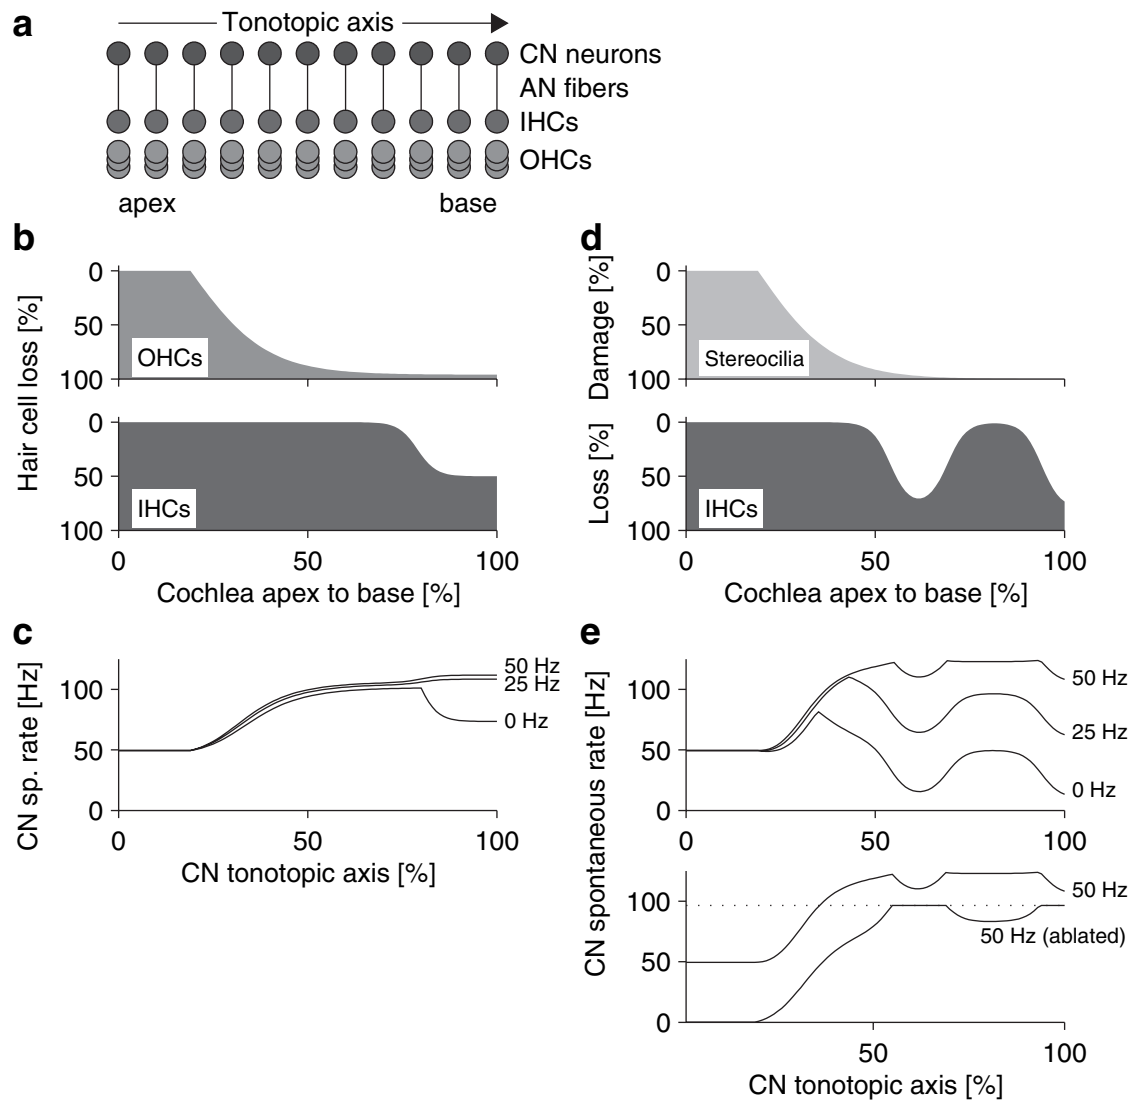 a
Tonotopic axis
CN neurons
AN fibers
IHCs
OHCs
apex
base
b
Hair cell loss [%]
0
50
100
OHCs
0
50
100
IHCs
0
50
100
Cochlea apex to base [%]
d
Damage [%]
0
50
100
Stereocilia
Loss [%]
0
50
100
IHCs
0
50
100
Cochlea apex to base [%]
c
CN sp. rate [Hz]
100
50
0
50 Hz
25 Hz
0 Hz
0
50
100
CN tonotopic axis [%]
e
CN spontaneous rate [Hz]
100
50
0
50 Hz
25 Hz
0 Hz
0
50
100
100
50
0
50 Hz
50 Hz (ablated)
50
100
CN tonotopic axis [%]